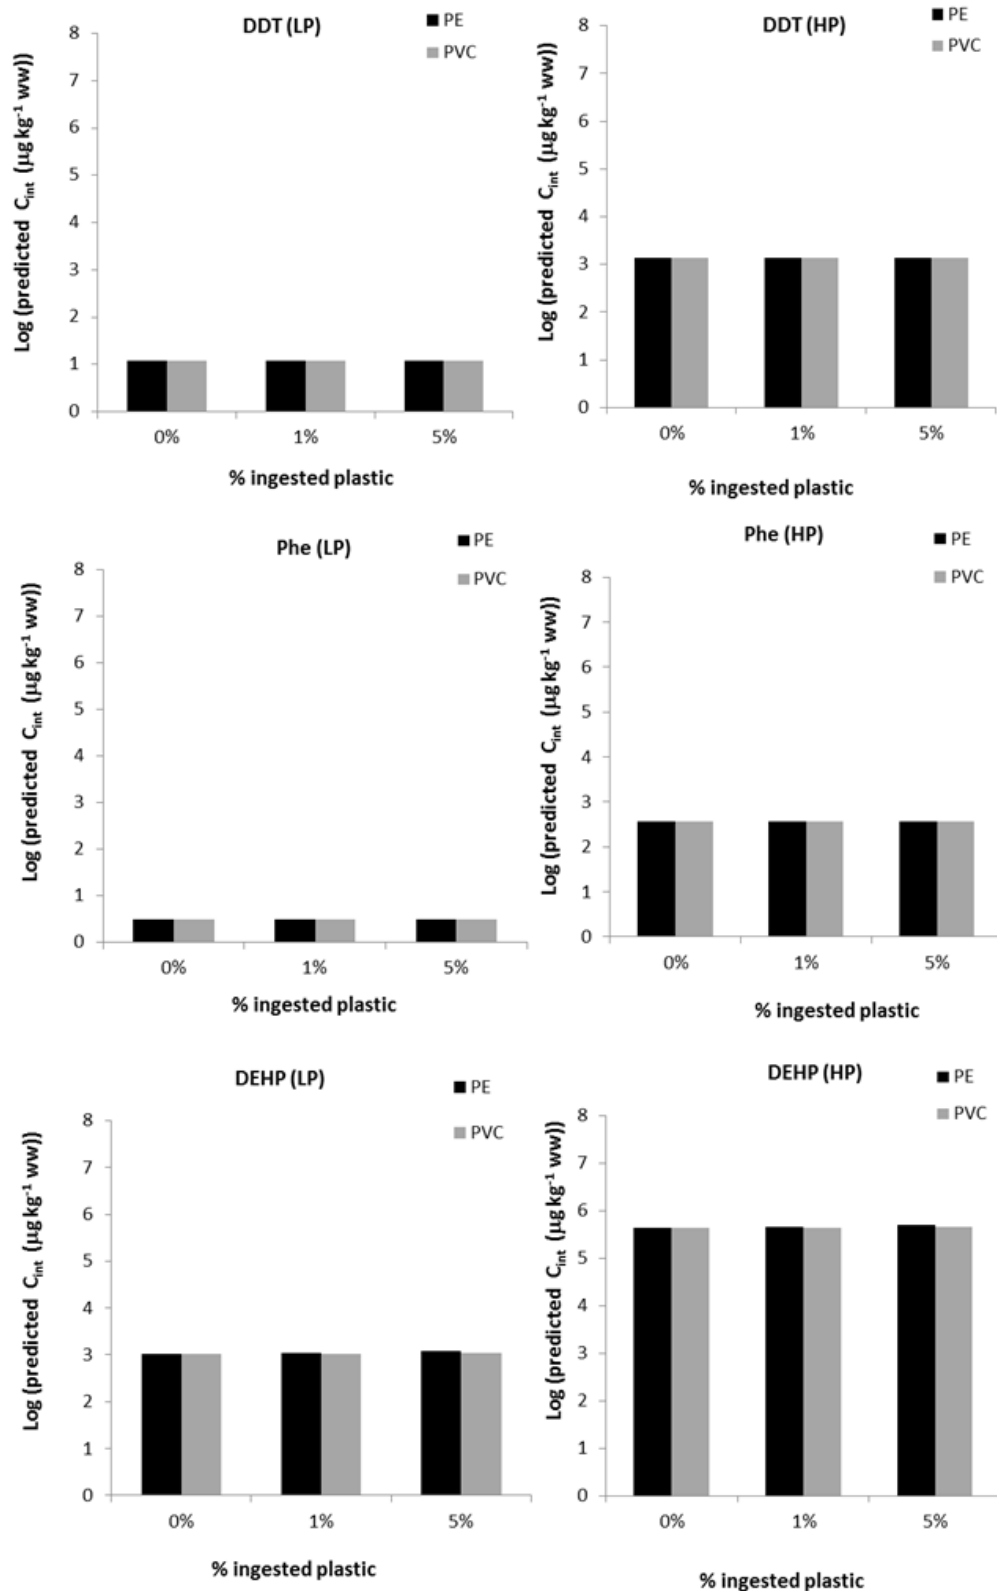 DDT (LP)
PE
PVC
Log (predicted C_int (µg kg⁻¹ ww))
8
7
6
5
4
3
2
1
0
0% 1% 5%
% ingested plastic
DDT (HP)
PE
PVC
Log (predicted C_int (µg kg⁻¹ ww))
8
7
6
5
4
3
2
1
0
0% 1% 5%
% ingested plastic
Phe (LP)
PE
PVC
Log (predicted C_int (µg kg⁻¹ ww))
8
7
6
5
4
3
2
1
0
0% 1% 5%
% ingested plastic
Phe (HP)
PE
PVC
Log (predicted C_int (µg kg⁻¹ ww))
8
7
6
5
4
3
2
1
0
0% 1% 5%
% ingested plastic
DEHP (LP)
PE
PVC
Log (predicted C_int (µg kg⁻¹ ww))
8
7
6
5
4
3
2
1
0
0% 1% 5%
% ingested plastic
DEHP (HP)
PE
PVC
Log (predicted C_int (µg kg⁻¹ ww))
8
7
6
5
4
3
2
1
0
0% 1% 5%
% ingested plastic